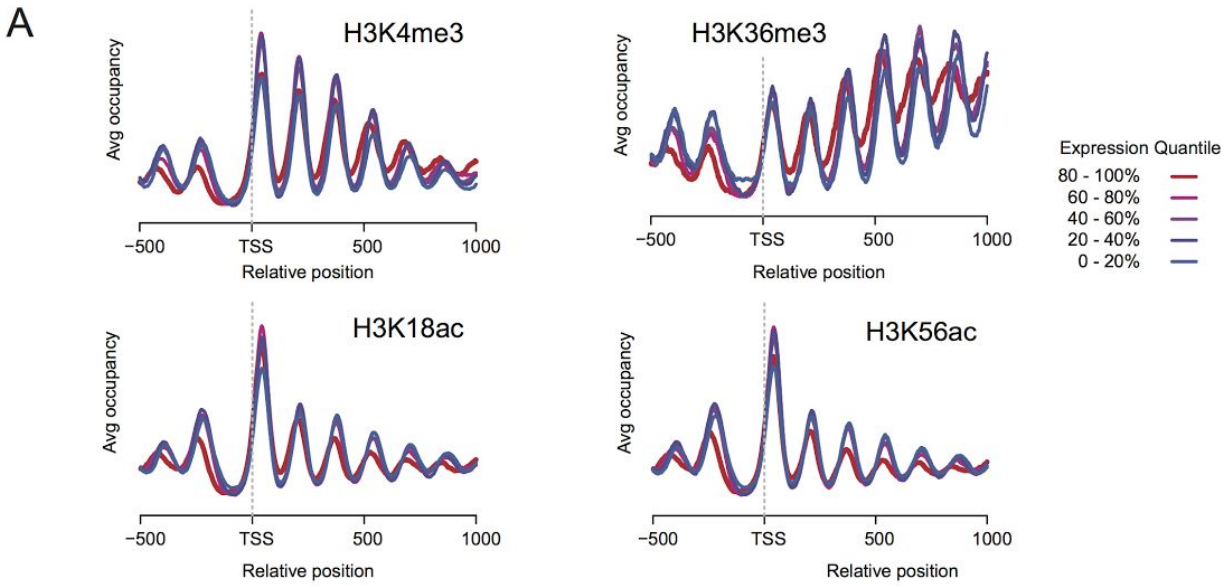 A
H3K4me3
Avg occupancy
−500 TSS 500 1000
Relative position
H3K36me3
Avg occupancy
−500 TSS 500 1000
Relative position
Expression Quantile
80 - 100%
60 - 80%
40 - 60%
20 - 40%
0 - 20%
H3K18ac
Avg occupancy
−500 TSS 500 1000
Relative position
H3K56ac
Avg occupancy
−500 TSS 500 1000
Relative position